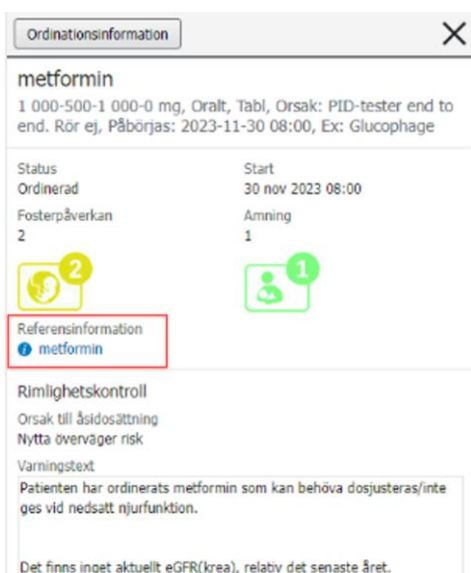 Ordinationsinformation
metformin
1 000-500-1 000-0 mg, Oralt, Tabl, Orsak: PID-tester end to
end. Rör ej, Påbörjas: 2023-11-30 08:00, Ex: Glucophage
Status Start
Ordinerad 30 nov 2023 08:00
Fosterpåverkan Amning
2 1
2 1
Referensinformation
metformin
Rimlighetskontroll
Orsak till åsidosättning
Nytta överväger risk
Varningstext
Patienten har ordinerats metformin som kan behöva dosjusteras/inte
ges vid nedsatt njurfunktion.
Det finns inget aktuellt eGFR(krea), relativ det senaste året.